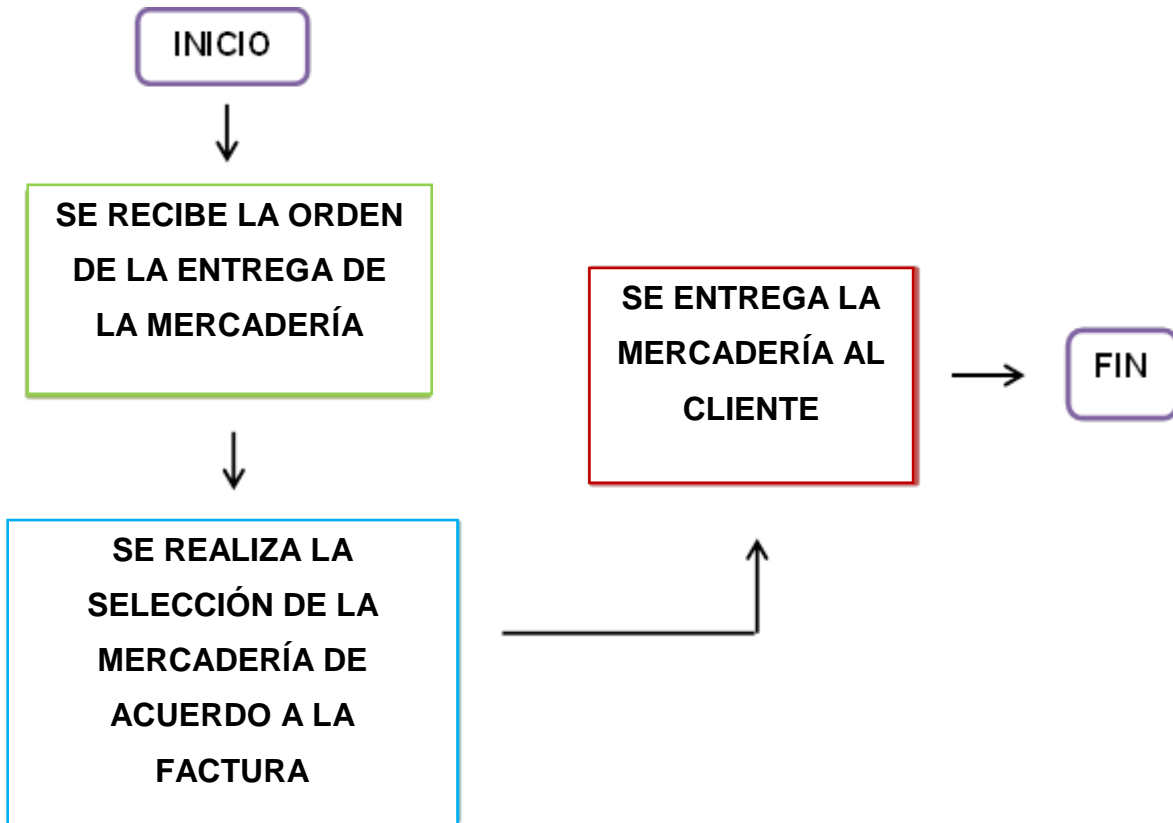 INICIO
SE RECIBE LA ORDEN
DE LA ENTREGA DE
LA MERCADERÍA
SE REALIZA LA
SELECCIÓN DE LA
MERCADERÍA DE
ACUERDO A LA
FACTURA
SE ENTREGA LA
MERCADERÍA AL
CLIENTE
FIN